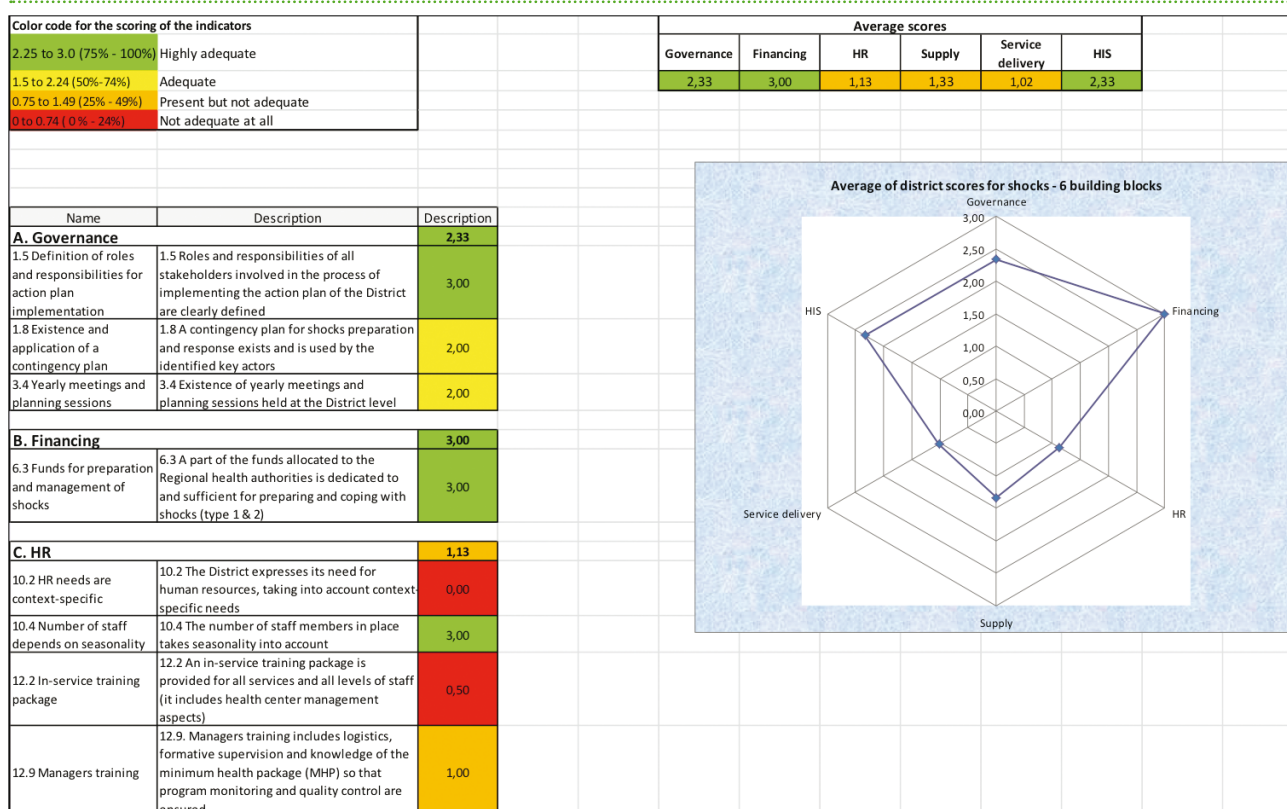 Color code for the scoring of the indicators
2.25 to 3.0 (75% - 100%) Highly adequate
1.5 to 2.24 (50%-74%) Adequate
0.75 to 1.49 (25% - 49%) Present but not adequate
0 to 0.74 ( 0 % - 24%) Not adequate at all
Average scores
Governance Financing HR Supply Service delivery HIS
2,33 3,00 1,13 1,33 1,02 2,33
Name Description Description
A. Governance 2,33
1.5 Definition of roles
and responsibilities for
action plan
implementation
1.5 Roles and responsibilities of all
stakeholders involved in the process of
implementing the action plan of the District
are clearly defined
3,00
1.8 Existence and
application of a
contingency plan
1.8 A contingency plan for shocks preparation
and response exists and is used by the
identified key actors
2,00
3.4 Yearly meetings and
planning sessions
3.4 Existence of yearly meetings and
planning sessions held at the District level
2,00
B. Financing 3,00
6.3 Funds for preparation
and management of
shocks
6.3 A part of the funds allocated to the
Regional health authorities is dedicated to
and sufficient for preparing and coping with
shocks (type 1 & 2)
3,00
C. HR 1,13
10.2 HR needs are
context-specific
10.2 The District expresses its need for
human resources, taking into account context-
specific needs
0,00
10.4 Number of staff
depends on seasonality
10.4 The number of staff members in place
takes seasonality into account
3,00
12.2 In-service training
package
12.2 An in-service training package is
provided for all services and all levels of staff
(it includes health center management
aspects)
0,50
12.9 Managers training
12.9. Managers training includes logistics,
formative supervision and knowledge of the
minimum health package (MHP) so that
program monitoring and quality control are
1,00
Average of district scores for shocks - 6 building blocks
Governance
3,00
2,50
2,00
1,50
1,00
0,50
0,00
HIS
Financing
Service delivery
HR
Supply